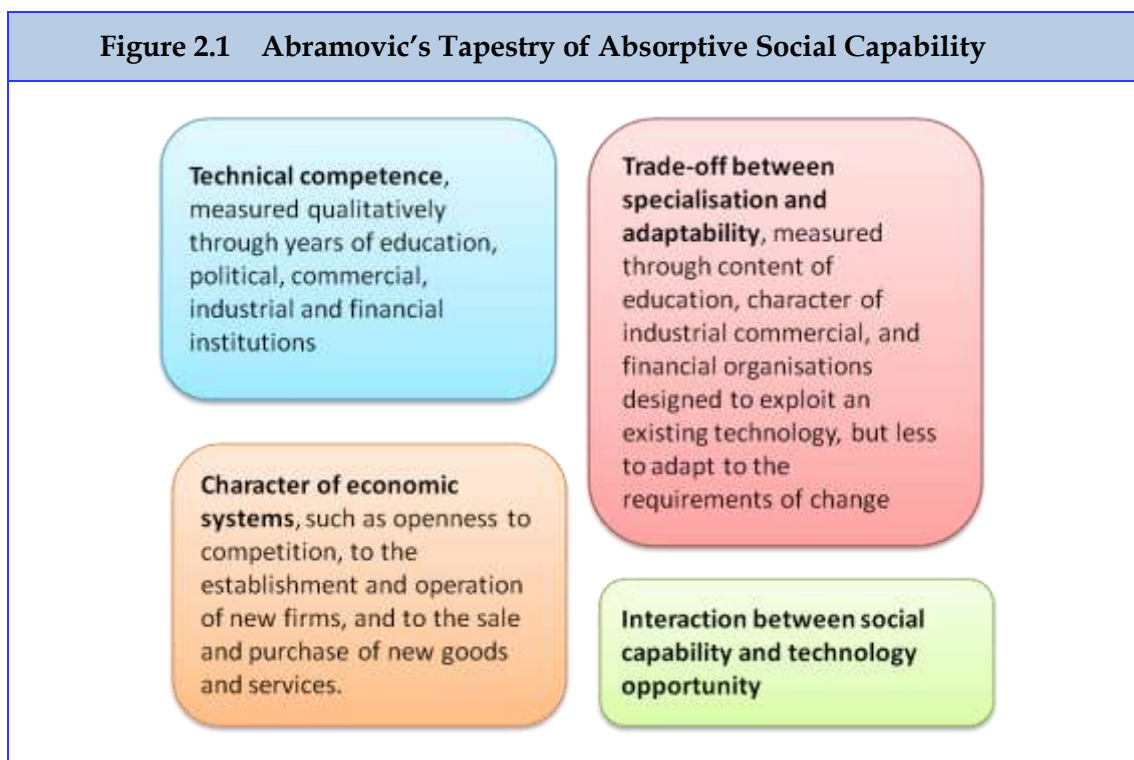 Figure 2.1 Abramovic’s Tapestry of Absorptive Social Capability
Technical competence,
measured qualitatively
through years of education,
political, commercial,
industrial and financial
institutions
Trade-off between
specialisation and
adaptability, measured
through content of
education, character of
industrial commercial, and
financial organisations
designed to exploit an
existing technology, but less
to adapt to the
requirements of change
Character of economic
systems, such as openness to
competition, to the
establishment and operation
of new firms, and to the sale
and purchase of new goods
and services.
Interaction between social
capability and technology
opportunity